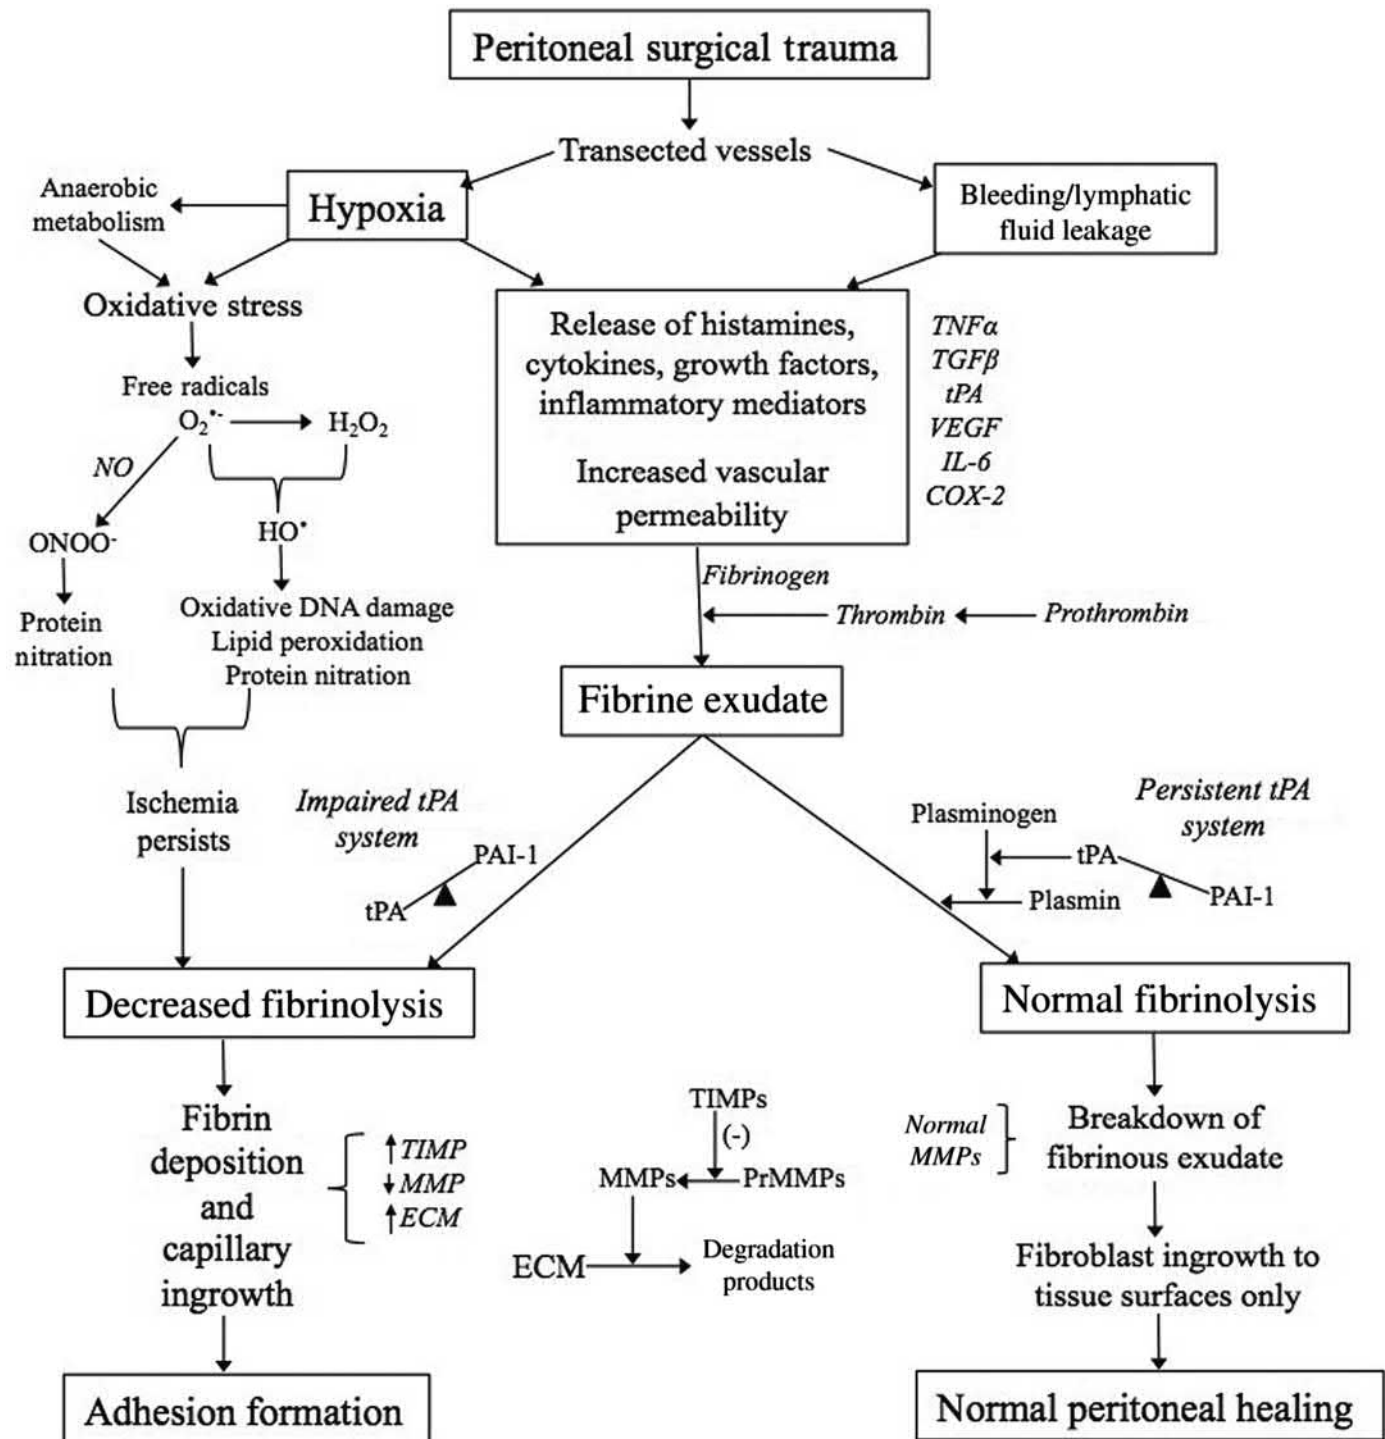 Peritoneal surgical trauma
Transected vessels
Anaerobic
metabolism
Hypoxia
Bleeding/lymphatic
fluid leakage
Oxidative stress
Release of histamines,
cytokines, growth factors,
inflammatory mediators
Increased vascular
permeability
TNFα
TGFβ
tPA
VEGF
IL-6
COX-2
Free radicals
O₂•- H₂O₂
NO
ONOO-
HO•
Protein
nitration
Oxidative DNA damage
Lipid peroxidation
Protein nitration
Fibrinogen
Thrombin
Prothrombin
Fibrine exudate
Ischemia
persists
Impaired tPA
system
PAI-1
tPA
Plasminogen
Persistent tPA
system
tPA
Plasmin
PAI-1
Decreased fibrinolysis
Normal fibrinolysis
Fibrin
deposition
and
capillary
ingrowth
↑TIMP
↓MMP
↑ECM
TIMPs
(-)
MMPs
PrMMPs
ECM
Degradation
products
Normal
MMPs
Breakdown of
fibrinous exudate
Fibroblast ingrowth to
tissue surfaces only
Adhesion formation
Normal peritoneal healing